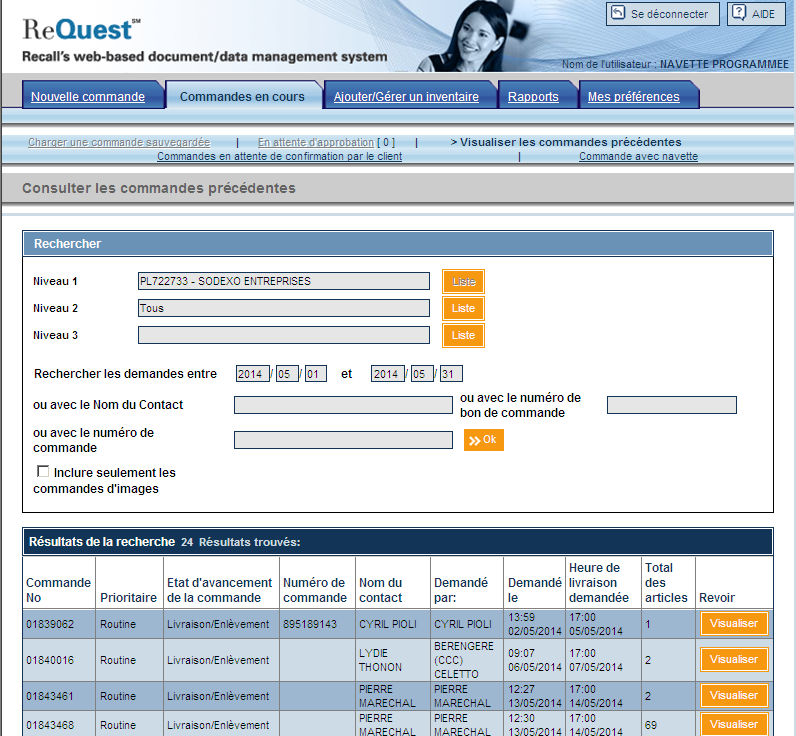 ReQuest℠
Recall's web-based document/data management system
Se déconnecter
AIDE
Nom de l'utilisateur : NAVETTE PROGRAMMEE
Nouvelle commande
Commandes en cours
Ajouter/Gérer un inventaire
Rapports
Mes préférences
Charger une commande sauvegardée | En attente d'approbation [ 0 ] | > Visualiser les commandes précédentes
Commandes en attente de confirmation par le client | Commande avec navette
Consulter les commandes précédentes
Rechercher
Niveau 1 PL722733 - SODEXO ENTREPRISES Liste
Niveau 2 Tous Liste
Niveau 3 Liste
Rechercher les demandes entre 2014 / 05 / 01 et 2014 / 05 / 31
ou avec le Nom du Contact
ou avec le numéro de
bon de commande
ou avec le numéro de
commande
Ok
Inclure seulement les
commandes d'images
Résultats de la recherche 24 Résultats trouvés:
Commande
No
Prioritaire
Etat d'avancement
de la commande
Numéro de
commande
Nom du
contact
Demandé
par:
Demandé
le
Heure de
livraison
demandée
Total
des
articles
Revoir
01839062
Routine
Livraison/Enlèvement
895189143
CYRIL PIOLI
CYRIL PIOLI
13:59
02/05/2014
17:00
05/05/2014
1
Visualiser
01840016
Routine
Livraison/Enlèvement
LYDIE
THONON
BERENGERE
(CCC)
CELETTO
09:07
06/05/2014
17:00
07/05/2014
2
Visualiser
01843461
Routine
Livraison/Enlèvement
PIERRE
MARECHAL
PIERRE
MARECHAL
12:27
13/05/2014
17:00
14/05/2014
2
Visualiser
01843468
Routine
Livraison/Enlèvement
PIERRE
MARECHAL
PIERRE
MARECHAL
12:30
13/05/2014
17:00
14/05/2014
69
Visualiser